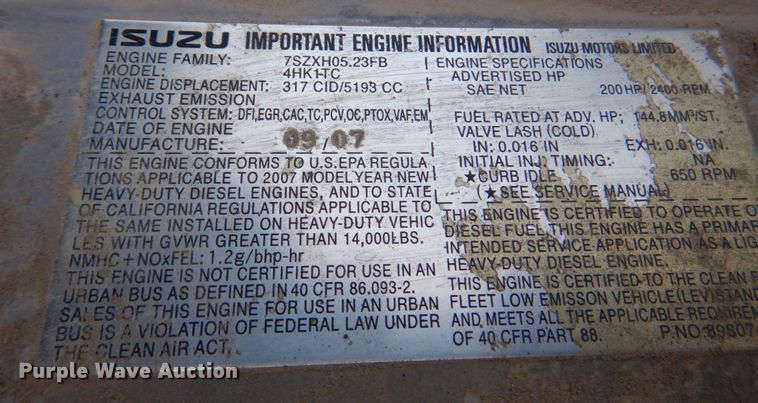 ISUZU IMPORTANT ENGINE INFORMATION ISUZU MOTORS LIMITED
ENGINE FAMILY: 7SZXH05.23FB
MODEL: 4HK1TC
ENGINE DISPLACEMENT: 317 CID/5193 CC
EXHAUST EMISSION
CONTROL SYSTEM: DFI,EGR,CAC,TC,PCV,OC,PTOX,VAF,EM
DATE OF ENGINE
MANUFACTURE: 09 07
THIS ENGINE CONFORMS TO U.S.EPA REGULA
TIONS APPLICABLE TO 2007 MODEL YEAR NEW
HEAVY-DUTY DIESEL ENGINES, AND TO STATE
OF CALIFORNIA REGULATIONS APPLICABLE TO
THE SAME INSTALLED ON HEAVY-DUTY VEHIC
LES WITH GVWR GREATER THAN 14,000LBS.
NMHC+NOxFEL: 1.2g/bhp-hr
THIS ENGINE IS NOT CERTIFIED FOR USE IN AN
URBAN BUS AS DEFINED IN 40 CFR 86.093-2.
SALES OF THIS ENGINE FOR USE IN AN URBAN
BUS IS A VIOLATION OF FEDERAL LAW UNDER
THE CLEAN AIR ACT.
ENGINE SPECIFICATIONS
ADVERTISED HP
SAE NET 200 HP/ 2400 RPM
FUEL RATED AT ADV. HP; 144.8MM³/ST.
VALVE LASH (COLD)
IN: 0.016 IN EXH: 0.016 IN.
INITIAL INJ. TIMING: NA
★CURB IDLE 650 RPM
(★SEE SERVICE MANUAL)
THIS ENGINE IS CERTIFIED TO OPERATE O
DIESEL FUEL, THIS ENGINE HAS A PRIMAR
INTENDED SERVICE APPLICATION AS A LIG
HEAVY-DUTY DIESEL ENGINE.
THIS ENGINE IS CERTIFIED TO THE CLEAN F
FLEET LOW EMISSON VEHICLE (LEV) STAND
AND MEETS ALL THE APPLICABLE REQUIREM
OF 40 CFR PART 88. P.NO.89807
Purple Wave Auction